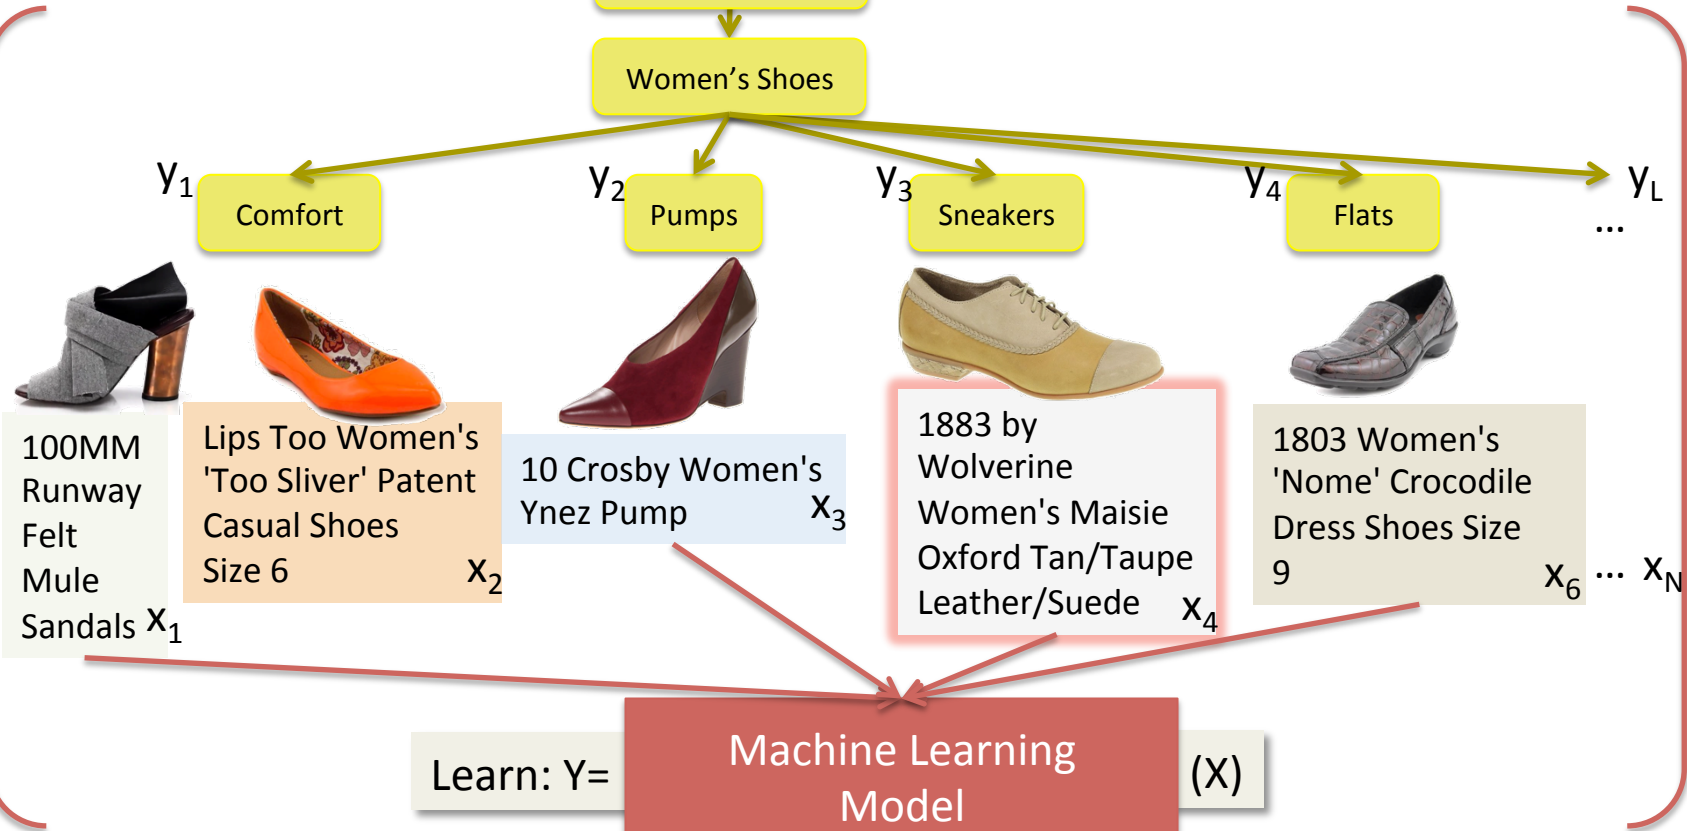 Women's Shoes
y1
Comfort
y2
Pumps
y3
Sneakers
y4
Flats
yL
...
100MM
Runway
Felt
Mule
Sandals x1
Lips Too Women's
'Too Sliver' Patent
Casual Shoes
Size 6 x2
10 Crosby Women's
Ynez Pump x3
1883 by
Wolverine
Women's Maisie
Oxford Tan/Taupe
Leather/Suede x4
1803 Women's
'Nome' Crocodile
Dress Shoes Size
9 x6
... xN
Learn: Y=
Machine Learning
Model
(X)